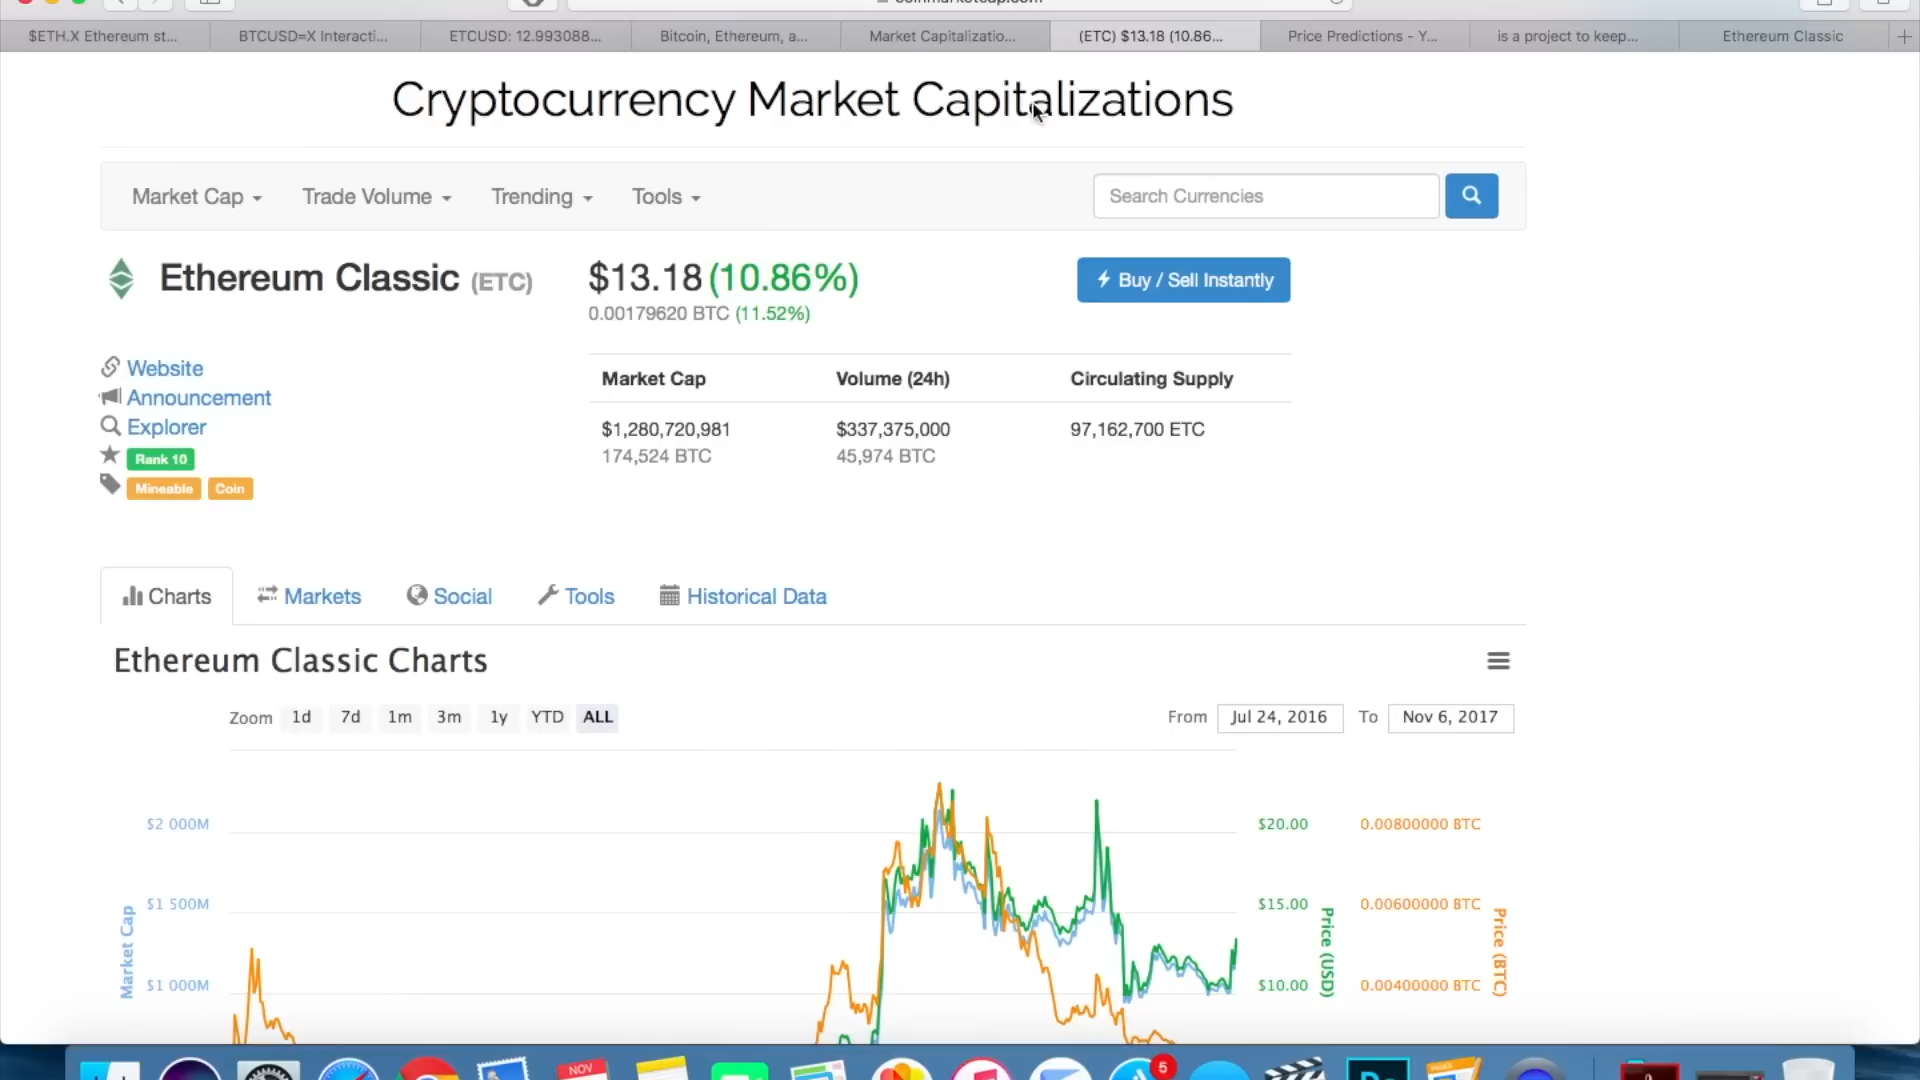 $ETH.X Ethereum st... BTCUSD=X Interacti... ETCUSD: 12.993088... Bitcoin, Ethereum, a... Market Capitalizatio... (ETC) $13.18 (10.86... Price Predictions - Y... is a project to keep... Ethereum Classic
Cryptocurrency Market Capitalizations
Market Cap Trade Volume Trending Tools Search Currencies
Ethereum Classic (ETC) $13.18 (10.86%) Buy / Sell Instantly
0.00179620 BTC (11.52%)
Website
Announcement
Explorer
Rank 10
Mineable Coin
Market Cap Volume (24h) Circulating Supply
$1,280,720,981 $337,375,000 97,162,700 ETC
174,524 BTC 45,974 BTC
Charts Markets Social Tools Historical Data
Ethereum Classic Charts
Zoom 1d 7d 1m 3m 1y YTD ALL From Jul 24, 2016 To Nov 6, 2017
$2 000M $20.00 0.00800000 BTC
$1 500M $15.00 0.00600000 BTC
Market Cap Price (USD) Price (BTC)
$1 000M $10.00 0.00400000 BTC
NOV 5